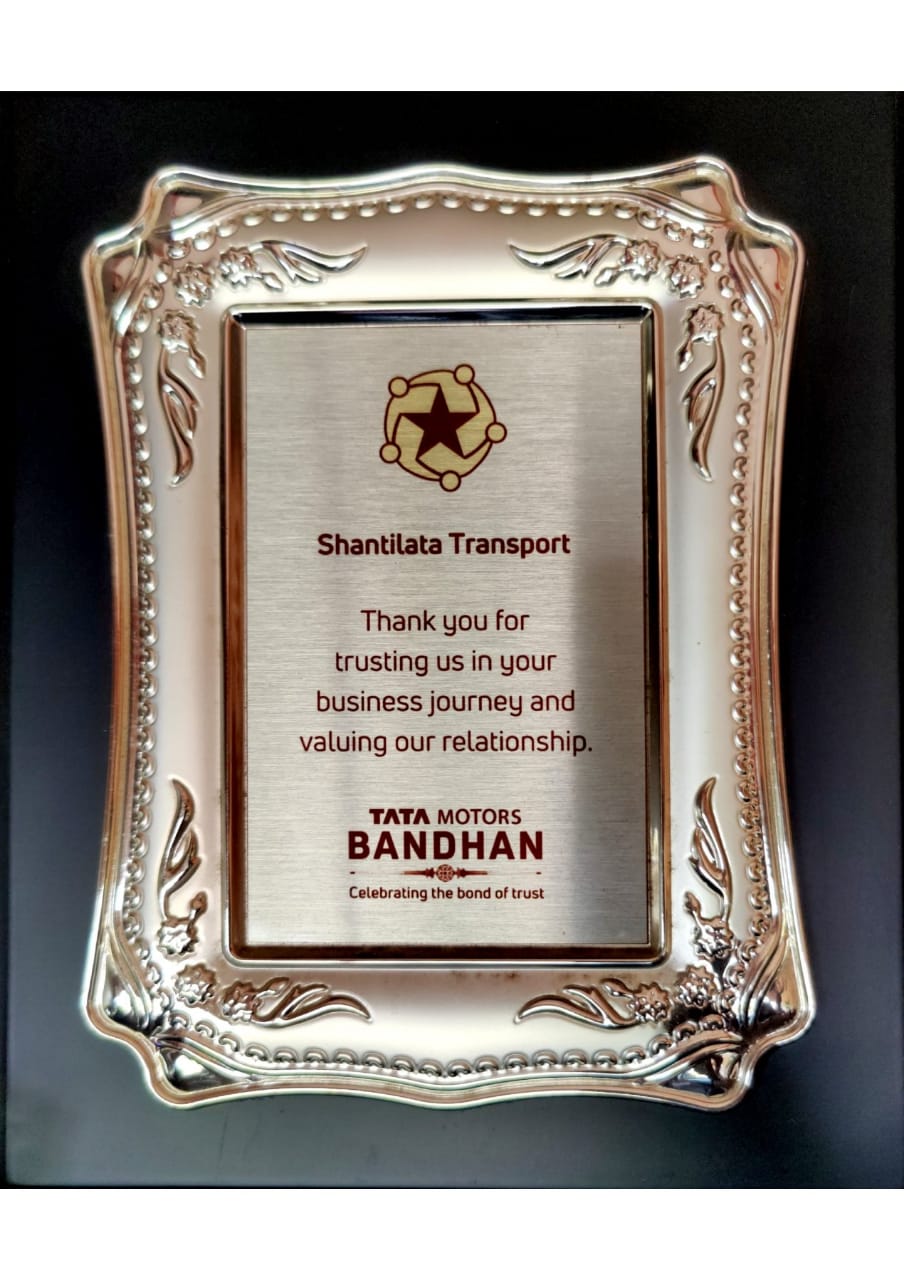 Shantilata Transport
Thank you for
trusting us in your
business journey and
valuing our relationship.
TATA MOTORS
BANDHAN
Celebrating the bond of trust